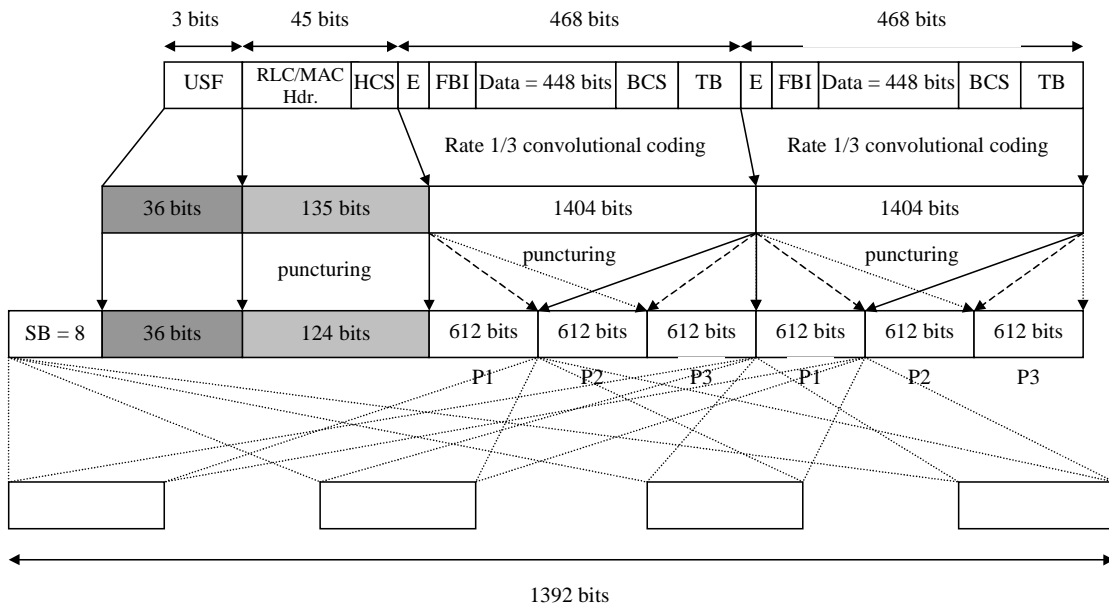 3 bits 45 bits 468 bits 468 bits
USF RLC/MAC Hdr. HCS E FBI Data = 448 bits BCS TB E FBI Data = 448 bits BCS TB
Rate 1/3 convolutional coding Rate 1/3 convolutional coding
36 bits 135 bits 1404 bits 1404 bits
puncturing puncturing puncturing
SB = 8 36 bits 124 bits 612 bits 612 bits 612 bits 612 bits 612 bits 612 bits
P1 P2 P3 P1 P2 P3
1392 bits